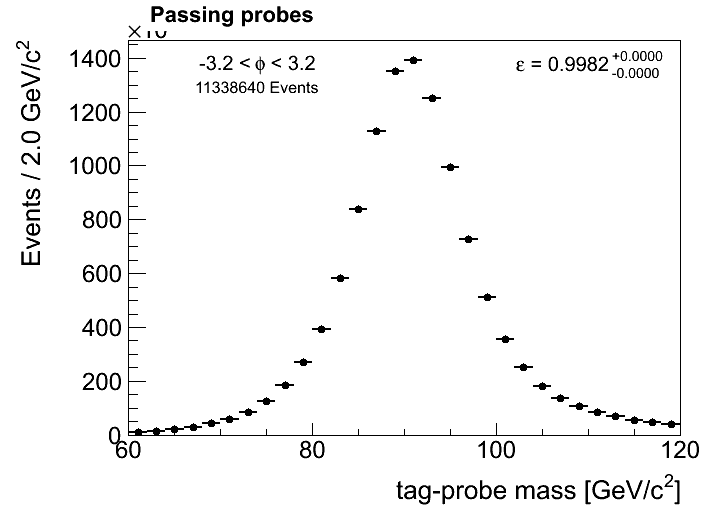 Passing probes
×10
-3.2 < ϕ < 3.2
11338640 Events
ε = 0.9982 +0.0000 -0.0000
Events / 2.0 GeV/c²
1400
1200
1000
800
600
400
200
0
60 80 100 120
tag-probe mass [GeV/c²]